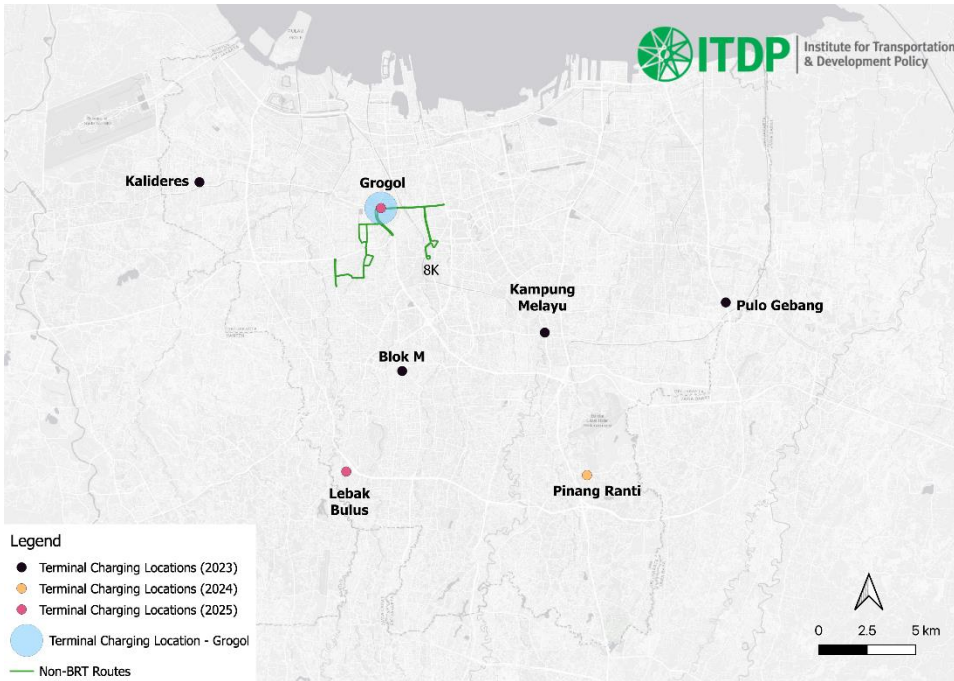 ITDP
Institute for Transportation
& Development Policy
Kalideres
Grogol
8K
Kampung
Melayu
Pulo Gebang
Blok M
Lebak
Bulus
Pinang Ranti
Legend
Terminal Charging Locations (2023)
Terminal Charging Locations (2024)
Terminal Charging Locations (2025)
Terminal Charging Location - Grogol
Non-BRT Routes
0 2.5 5 km